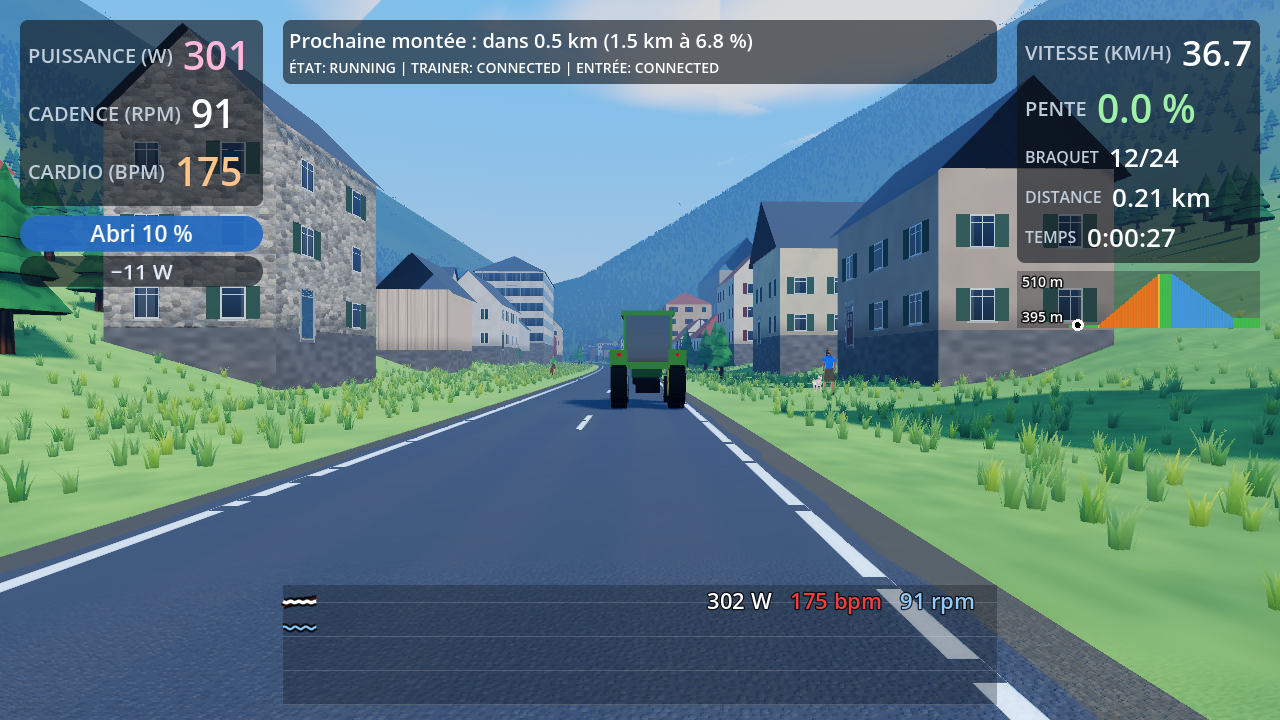 PUISSANCE (W) 301
CADENCE (RPM) 91
CARDIO (BPM) 175
Abri 10 %
−11 W
Prochaine montée : dans 0.5 km (1.5 km à 6.8 %)
ÉTAT: RUNNING | TRAINER: CONNECTED | ENTRÉE: CONNECTED
VITESSE (KM/H) 36.7
PENTE 0.0 %
BRAQUET 12/24
DISTANCE 0.21 km
TEMPS 0:00:27
510 m
395 m
302 W 175 bpm 91 rpm